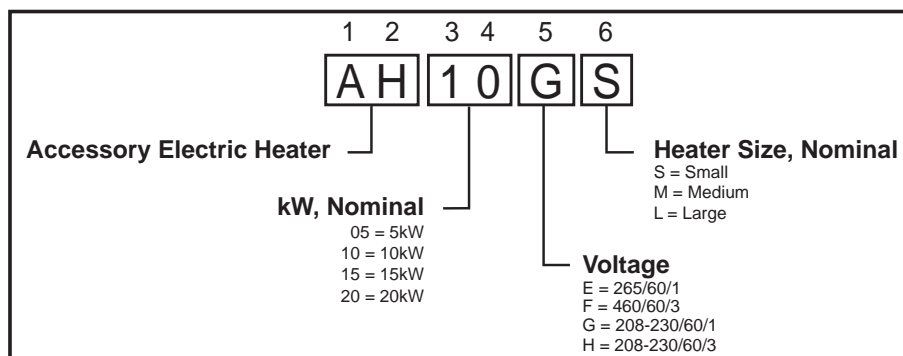 1 2 3 4 5 6
A H 1 0 G S
Accessory Electric Heater
kW, Nominal
05 = 5kW
10 = 10kW
15 = 15kW
20 = 20kW
Heater Size, Nominal
S = Small
M = Medium
L = Large
Voltage
E = 265/60/1
F = 460/60/3
G = 208-230/60/1
H = 208-230/60/3